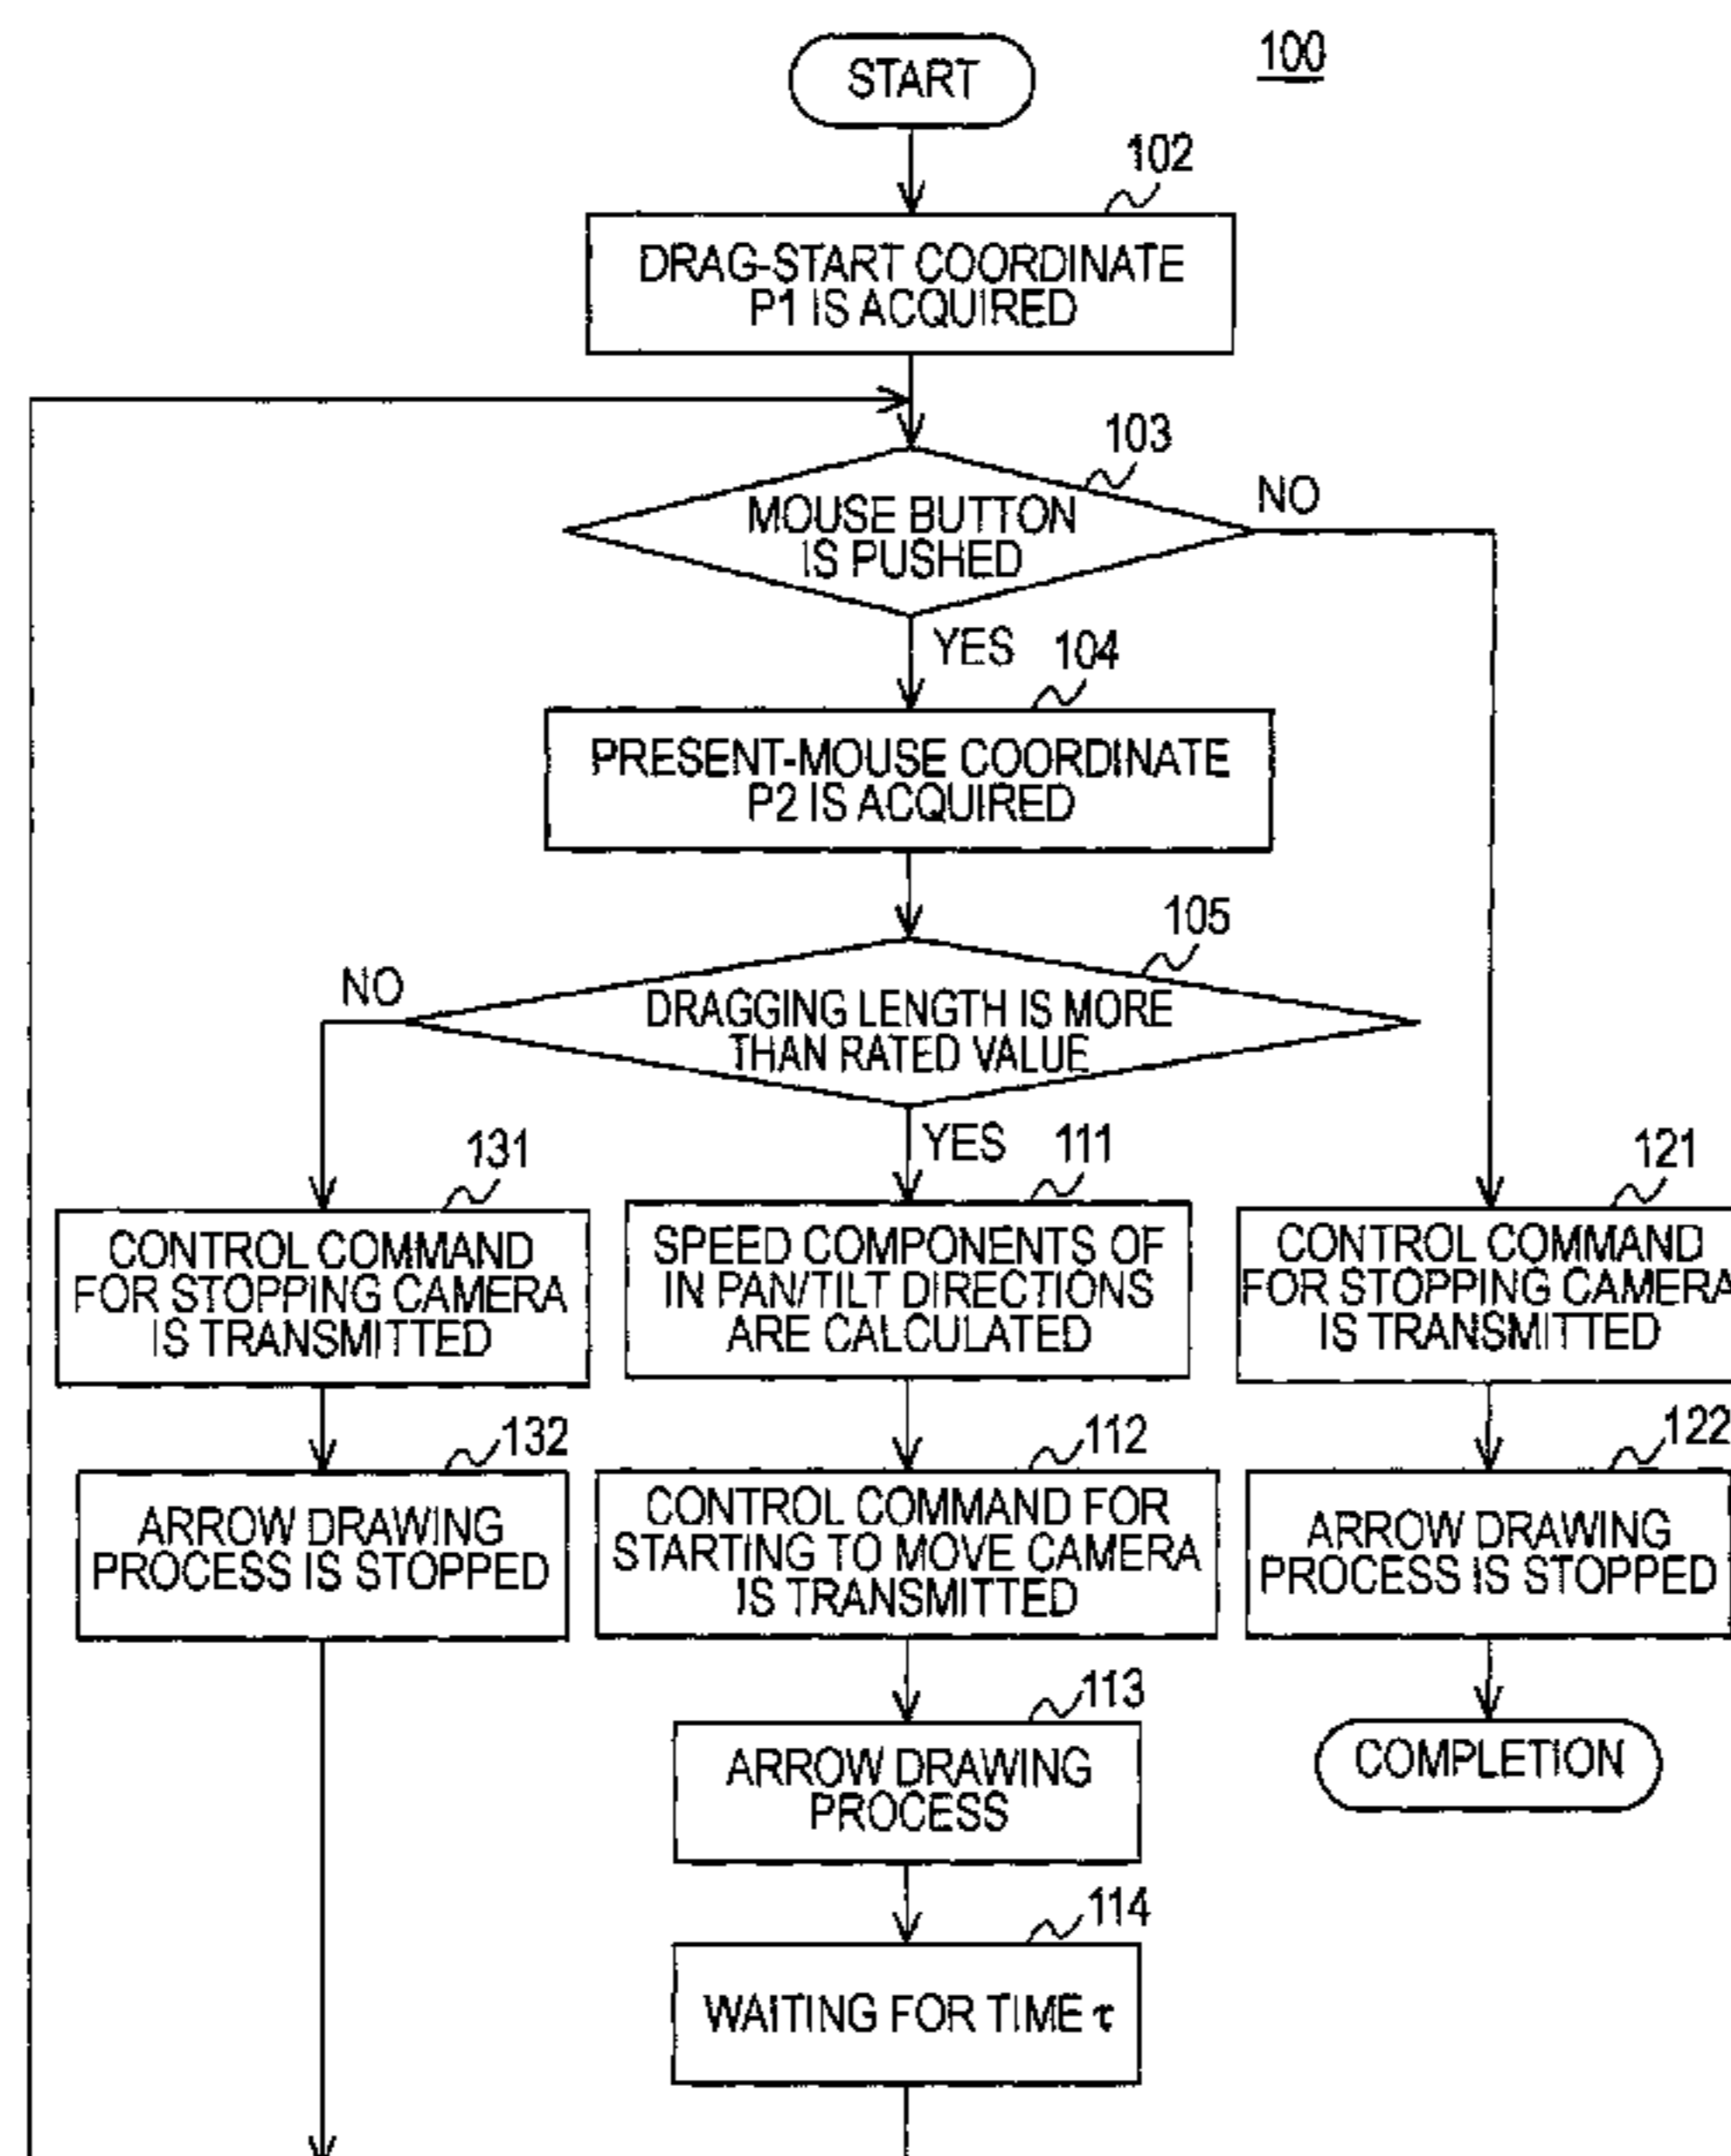 100
START
102
DRAG-START COORDINATE
P1 IS ACQUIRED
103
MOUSE BUTTON
IS PUSHED
NO
YES
104
PRESENT-MOUSE COORDINATE
P2 IS ACQUIRED
105
NO
DRAGGING LENGTH IS MORE
THAN RATED VALUE
YES
131
CONTROL COMMAND
FOR STOPPING CAMERA
IS TRANSMITTED
111
SPEED COMPONENTS OF
IN PAN/TILT DIRECTIONS
ARE CALCULATED
121
CONTROL COMMAND
FOR STOPPING CAMERA
IS TRANSMITTED
132
ARROW DRAWING
PROCESS IS STOPPED
112
CONTROL COMMAND FOR
STARTING TO MOVE CAMERA
IS TRANSMITTED
122
ARROW DRAWING
PROCESS IS STOPPED
113
ARROW DRAWING
PROCESS
COMPLETION
114
WAITING FOR TIME τ